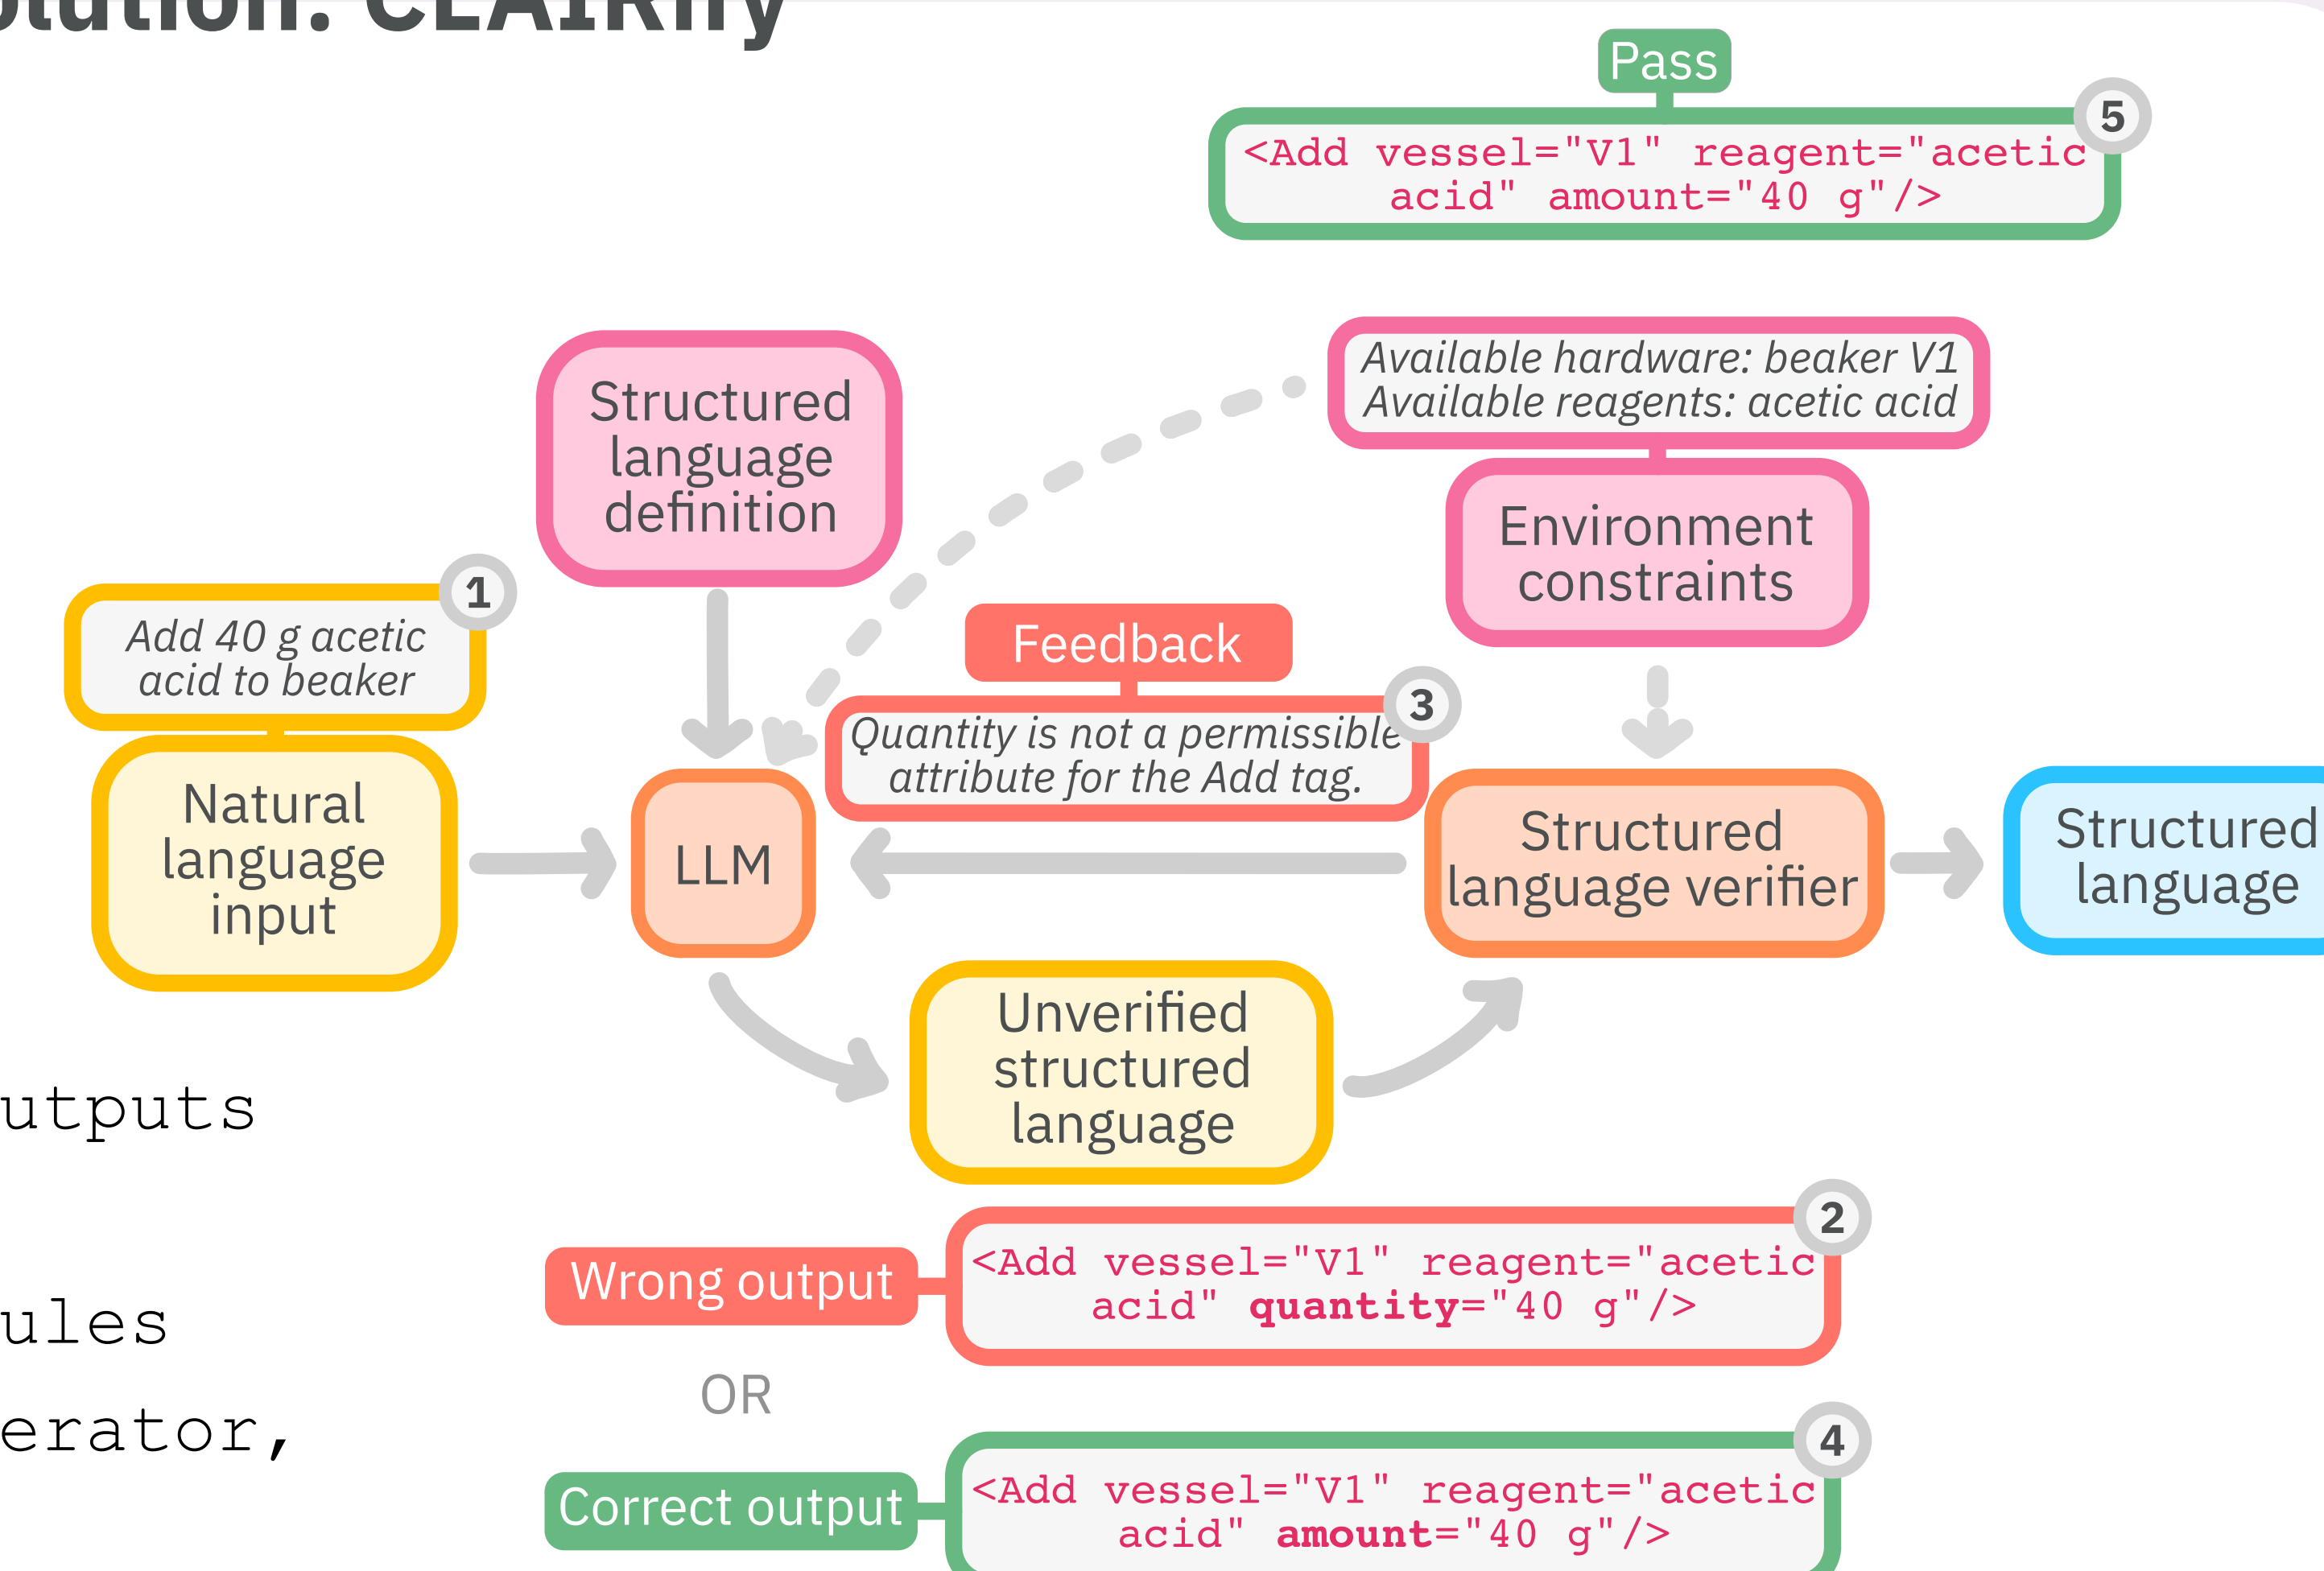 CLAIRify
Pass
5
<Add vessel="V1" reagent="acetic
acid" amount="40 g"/>
Structured
language
definition
Available hardware: beaker V1
Available reagents: acetic acid
Environment
constraints
1
Add 40 g acetic
acid to beaker
Natural
language
input
Feedback
3
Quantity is not a permissible
attribute for the Add tag.
LLM
Structured
language verifier
Structured
language
Unverified
structured
language
utputs
ules
erator,
2
Wrong output
<Add vessel="V1" reagent="acetic
acid" quantity="40 g"/>
OR
4
Correct output
<Add vessel="V1" reagent="acetic
acid" amount="40 g"/>